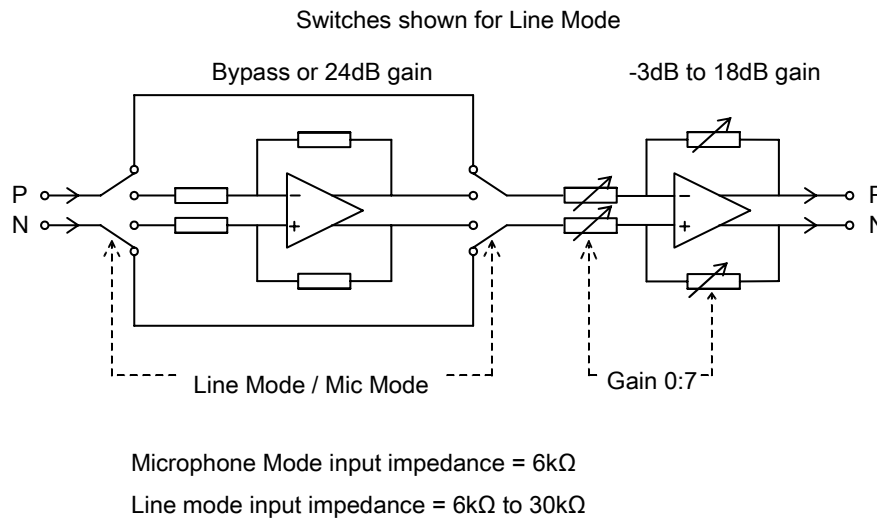 Switches shown for Line Mode
Bypass or 24dB gain
-3dB to 18dB gain
P
N
−
+
−
+
P
N
Line Mode / Mic Mode
Gain 0:7
Microphone Mode input impedance = 6kΩ
Line mode input impedance = 6kΩ to 30kΩ